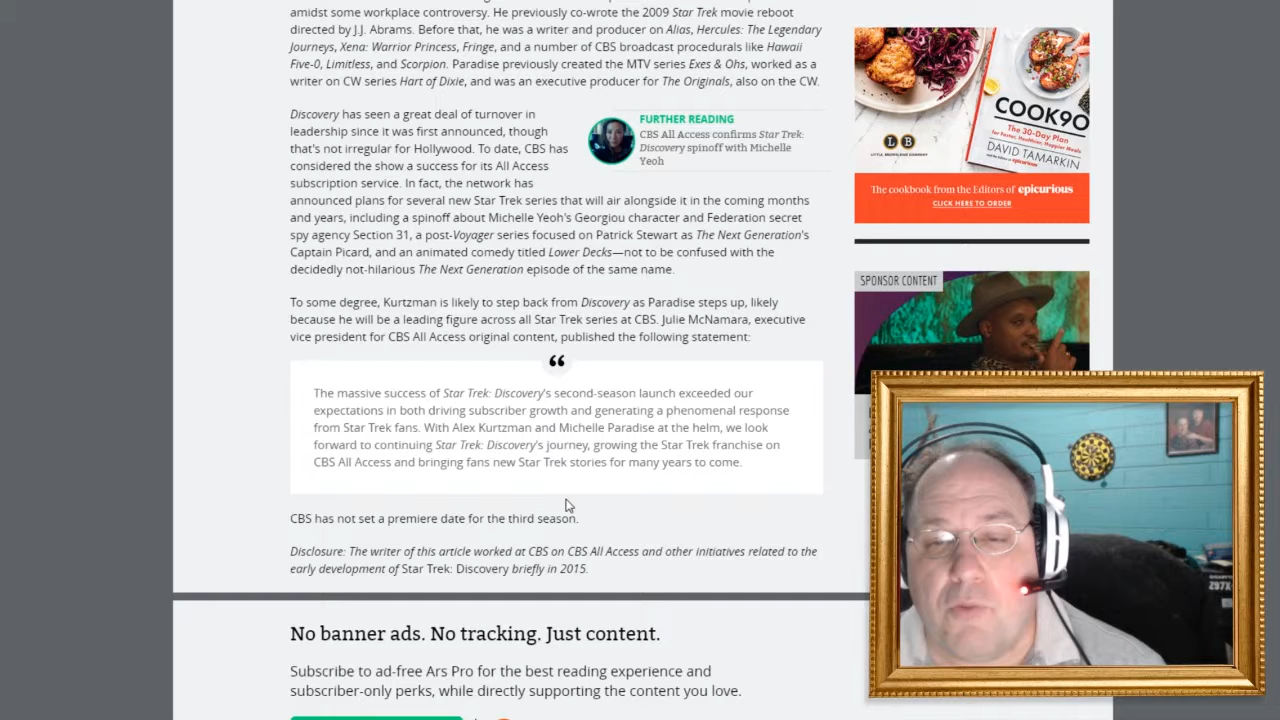 amidst some workplace controversy. He previously co-wrote the 2009 Star Trek movie reboot
directed by J.J. Abrams. Before that, he was a writer and producer on Alias, Hercules: The Legendary
Journeys, Xena: Warrior Princess, Fringe, and a number of CBS broadcast procedurals like Hawaii
Five-0, Limitless, and Scorpion. Paradise previously created the MTV series Exes & Ohs, worked as a
writer on CW series Hart of Dixie, and was an executive producer for The Originals, also on the CW.
Discovery has seen a great deal of turnover in
leadership since it was first announced, though
that's not irregular for Hollywood. To date, CBS has
considered the show a success for its All Access
subscription service. In fact, the network has
announced plans for several new Star Trek series that will air alongside it in the coming months
and years, including a spinoff about Michelle Yeoh's Georgiou character and Federation secret
spy agency Section 31, a post-Voyager series focused on Patrick Stewart as The Next Generation's
Captain Picard, and an animated comedy titled Lower Decks—not to be confused with the
decidedly not-hilarious The Next Generation episode of the same name.
FURTHER READING
CBS All Access confirms Star Trek:
Discovery spinoff with Michelle
Yeoh
To some degree, Kurtzman is likely to step back from Discovery as Paradise steps up, likely
because he will be a leading figure across all Star Trek series at CBS. Julie McNamara, executive
vice president for CBS All Access original content, published the following statement:
“
The massive success of Star Trek: Discovery's second-season launch exceeded our
expectations in both driving subscriber growth and generating a phenomenal response
from Star Trek fans. With Alex Kurtzman and Michelle Paradise at the helm, we look
forward to continuing Star Trek: Discovery's journey, growing the Star Trek franchise on
CBS All Access and bringing fans new Star Trek stories for many years to come.
CBS has not set a premiere date for the third season.
Disclosure: The writer of this article worked at CBS on CBS All Access and other initiatives related to the
early development of Star Trek: Discovery briefly in 2015.
No banner ads. No tracking. Just content.
Subscribe to ad-free Ars Pro for the best reading experience and
subscriber-only perks, while directly supporting the content you love.
COOK90
The 30-Day Plan
for Faster, Healthier, Happier Meals
DAVID TAMARKIN
L B
LITTLE, BROWN AND COMPANY
The cookbook from the Editors of epicurious
CLICK HERE TO ORDER
SPONSOR CONTENT
Z97X